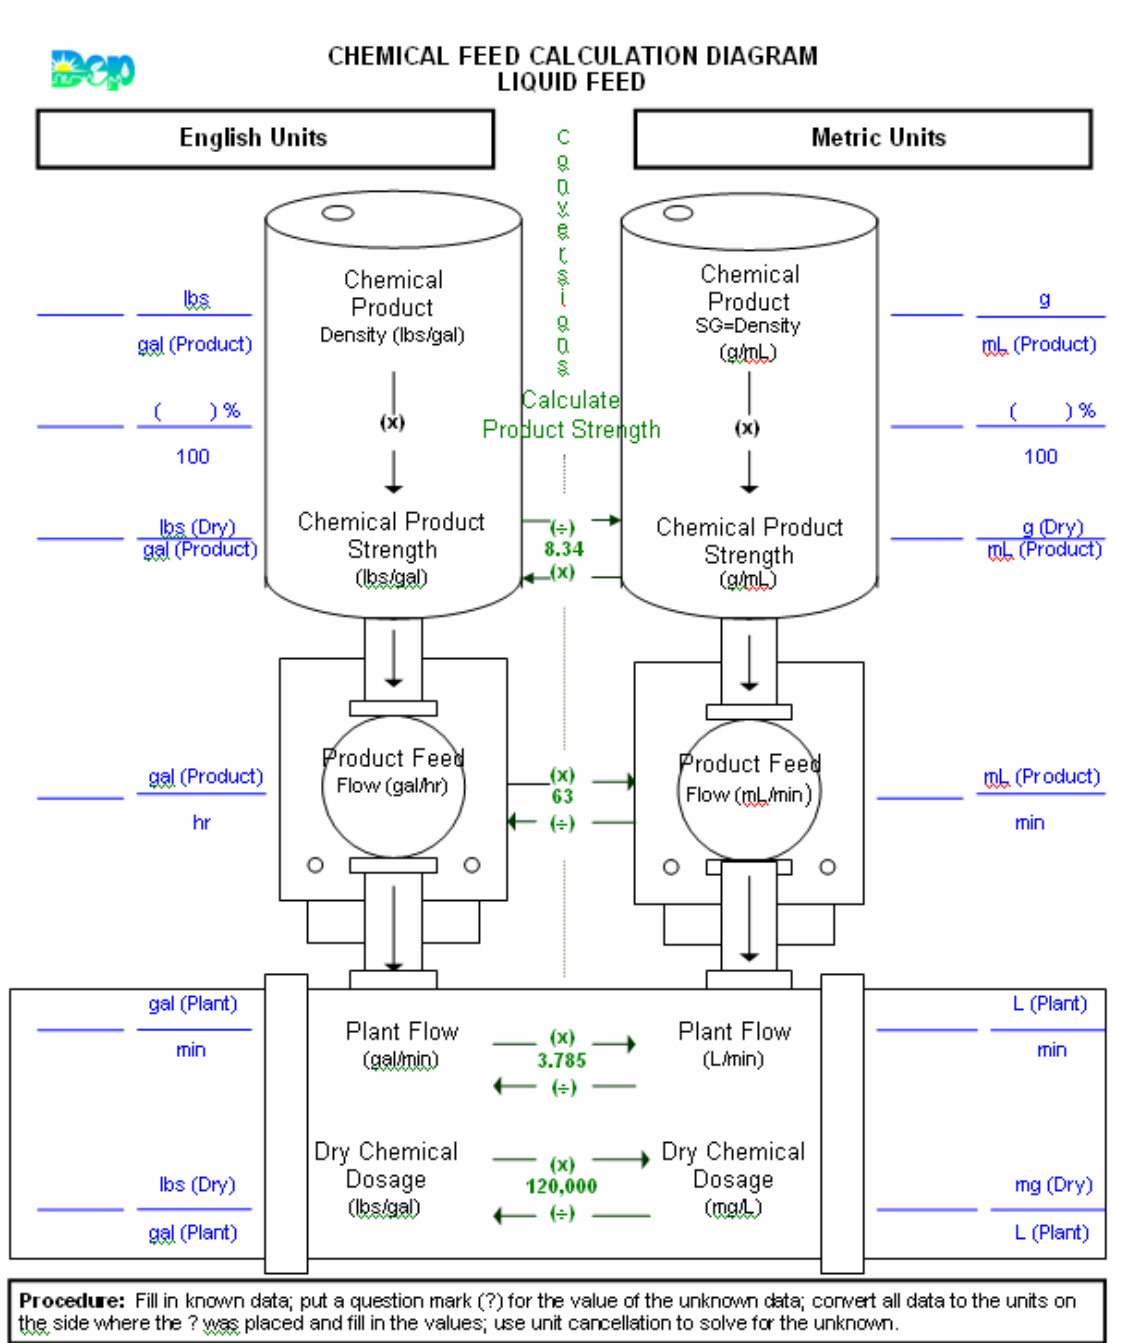 Dep
CHEMICAL FEED CALCULATION DIAGRAM
LIQUID FEED
English Units
Conversions
Metric Units
lbs
gal (Product)
Chemical
Product
Density (lbs/gal)
Chemical
Product
SG=Density
(g/mL)
g
mL (Product)
( ) %
100
(x)
Calculate
Product Strength
(x)
( ) %
100
lbs (Dry)
gal (Product)
Chemical Product
Strength
(lbs/gal)
(÷)
8.34
(x)
Chemical Product
Strength
(g/mL)
g (Dry)
mL (Product)
gal (Product)
hr
Product Feed
Flow (gal/hr)
(x)
63
(÷)
Product Feed
Flow (mL/min)
mL (Product)
min
gal (Plant)
min
Plant Flow
(gal/min)
(x)
3.785
(÷)
Plant Flow
(L/min)
L (Plant)
min
lbs (Dry)
gal (Plant)
Dry Chemical
Dosage
(lbs/gal)
(x)
120,000
(÷)
Dry Chemical
Dosage
(mg/L)
mg (Dry)
L (Plant)
Procedure: Fill in known data; put a question mark (?) for the value of the unknown data; convert all data to the units on
the side where the ? was placed and fill in the values; use unit cancellation to solve for the unknown.